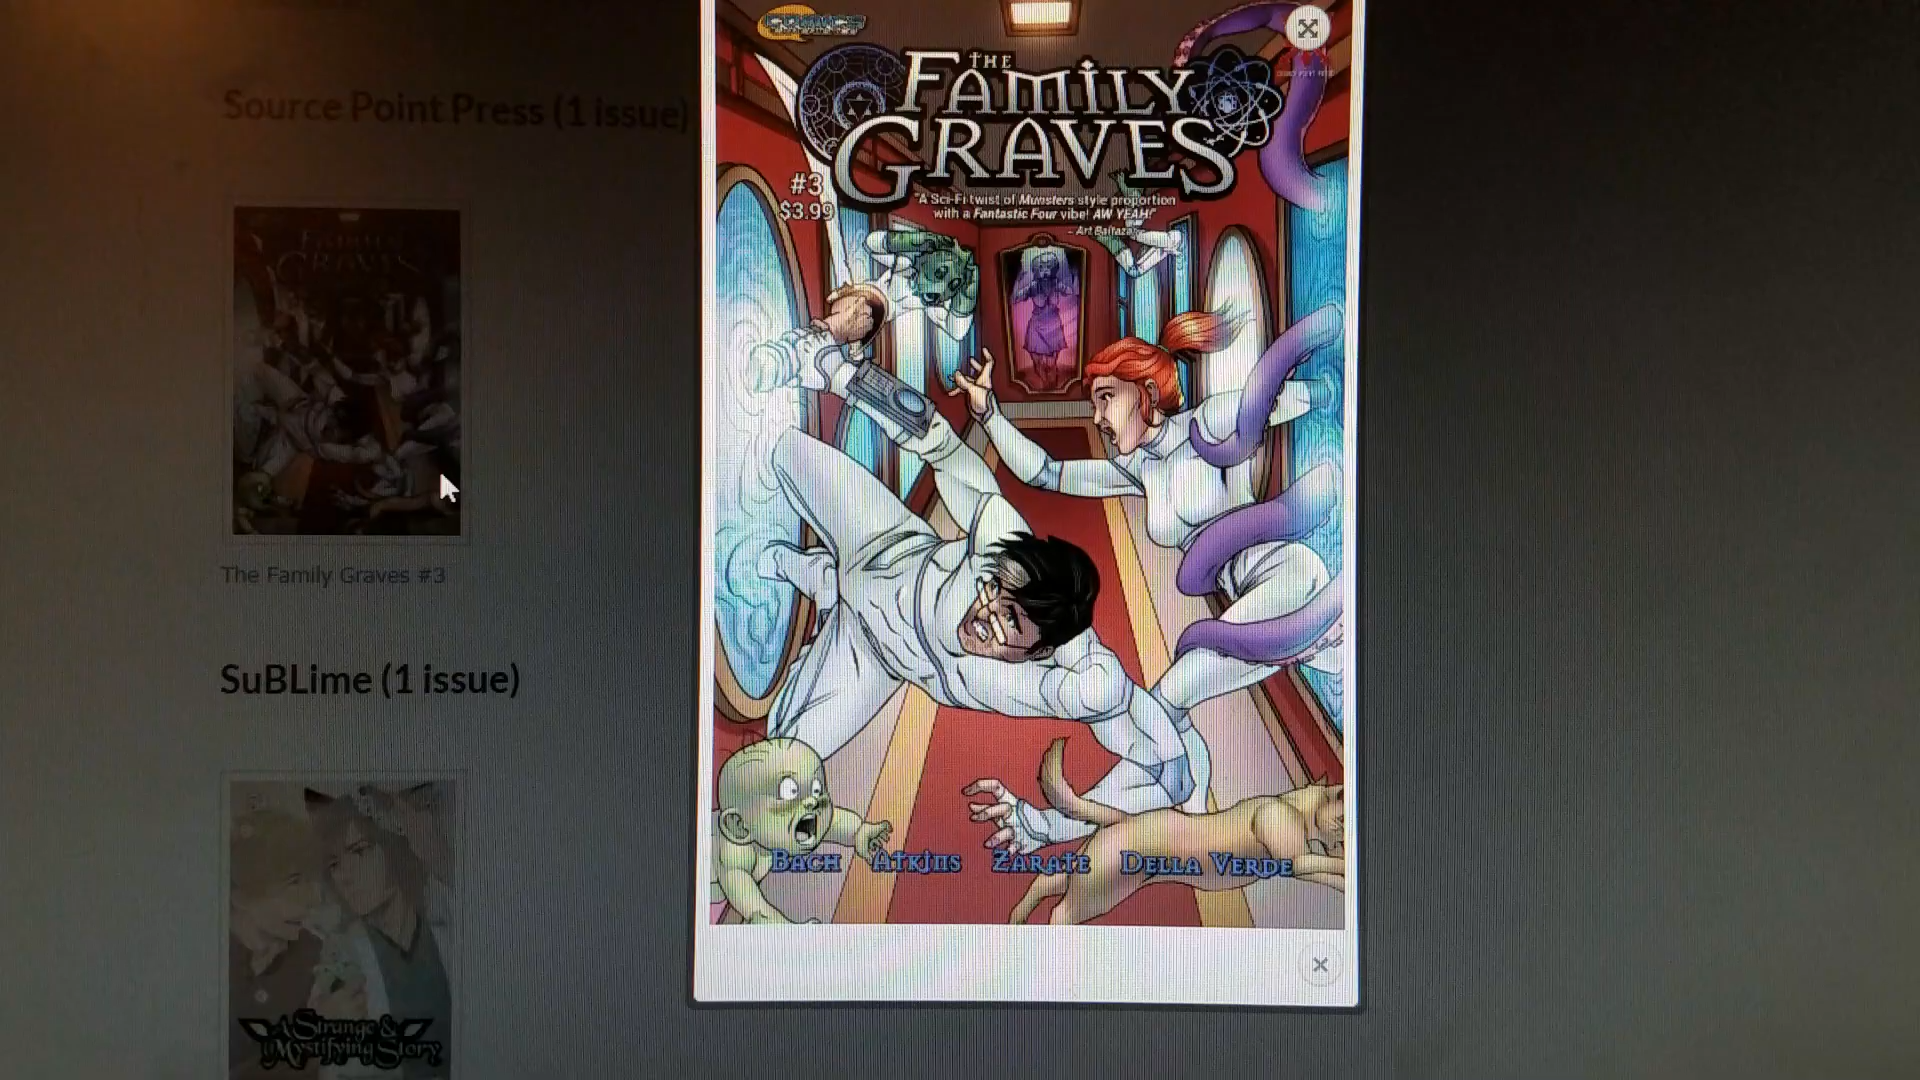 Source Point Press (1 issue)
The Family Graves #3
SuBLime (1 issue)
A Strange &
Mystifying Story
COMICS
THE
FAMILY
GRAVES
#3
$3.99
"A Sci-Fi twist of Munsters style proportion
with a Fantastic Four vibe! AW YEAH!"
- Art Baltazar
BACH ATKINS ZARATE DELLA VERDE